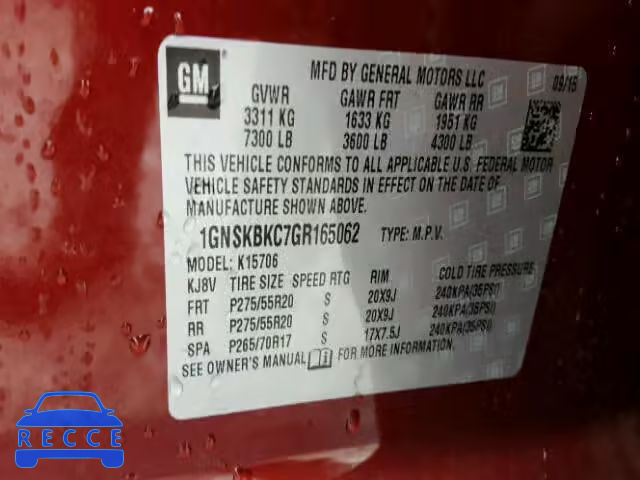 GM
MFD BY GENERAL MOTORS LLC 09/15
GVWR GAWR FRT GAWR RR
3311 KG 1633 KG 1951 KG
7300 LB 3600 LB 4300 LB
THIS VEHICLE CONFORMS TO ALL APPLICABLE U.S. FEDERAL MOTOR
VEHICLE SAFETY STANDARDS IN EFFECT ON THE DATE OF
MANUFACTURE SHOWN ABOVE.
1GNSKBKC7GR165062 TYPE: M.P.V.
MODEL: K15706
KJ8V TIRE SIZE SPEED RTG RIM COLD TIRE PRESSURE
FRT P275/55R20 S 20X9J 240KPA(35PSI)
RR P275/55R20 S 20X9J 240KPA(35PSI)
SPA P265/70R17 S 17X7.5J 240KPA(35PSI)
SEE OWNER'S MANUAL FOR MORE INFORMATION.
RECCE